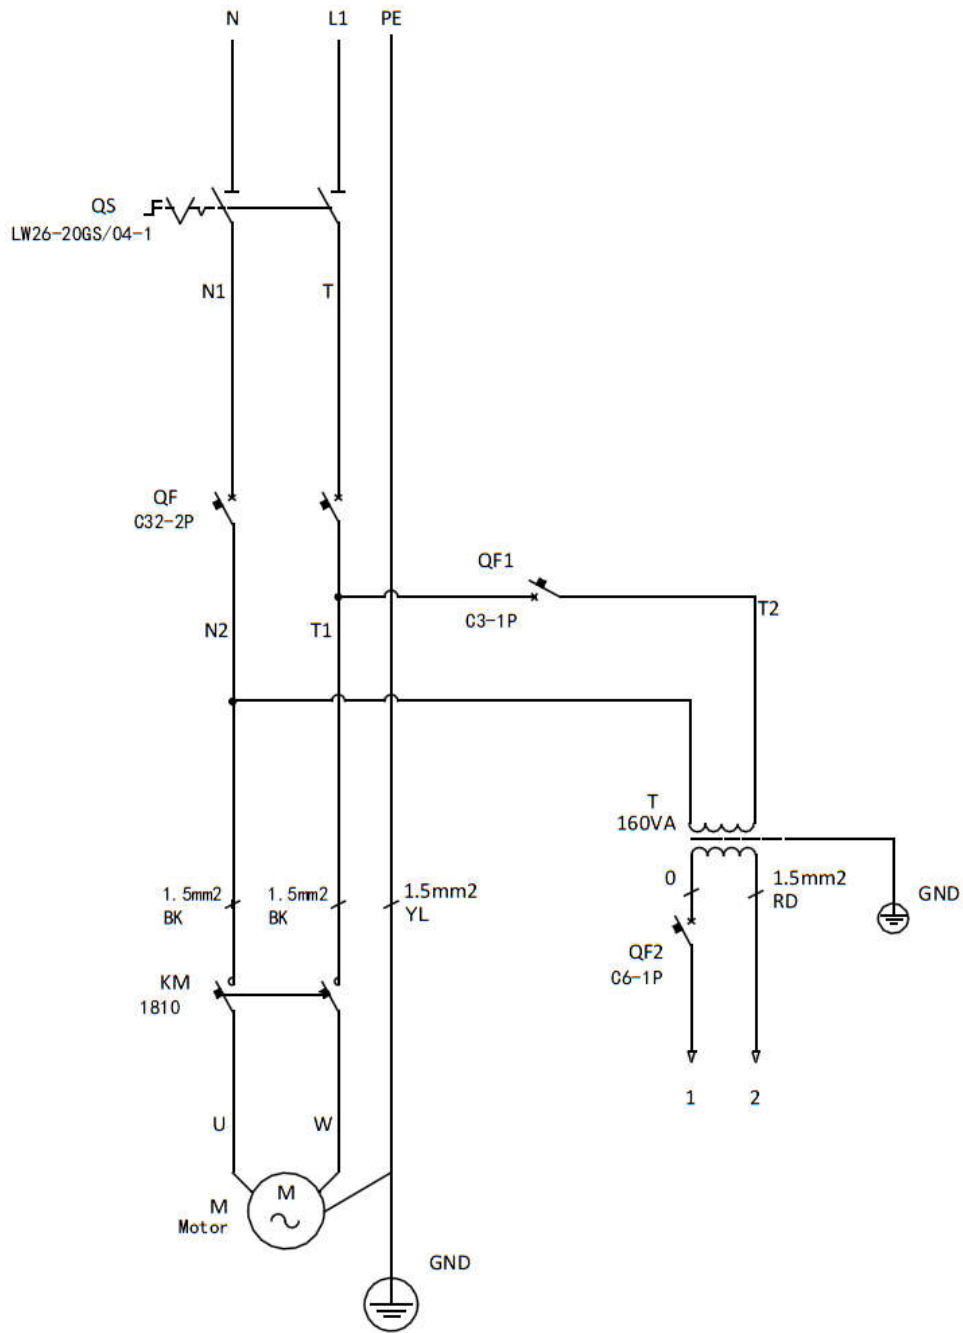 N L1 PE
QS
LW26-20GS/04-1
N1 T
QF
C32-2P
QF1
C3-1P
T2
N2 T1
T
160VA
0
1.5mm2
RD
GND
1.5mm2
BK
1.5mm2
BK
1.5mm2
YL
QF2
C6-1P
KM
1810
1 2
U W
M
M
Motor
GND